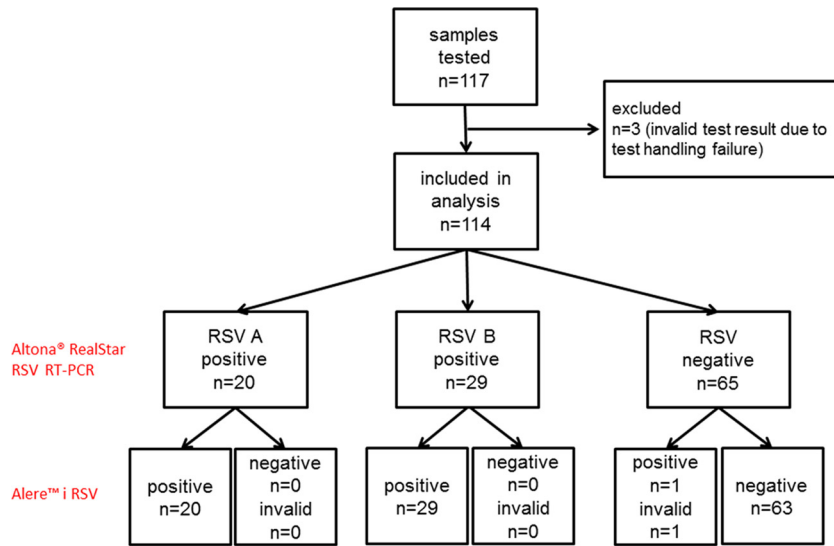 samples
tested
n=117
excluded
n=3 (invalid test result due to
test handling failure)
included in
analysis
n=114
Altona® RealStar
RSV RT-PCR
RSV A
positive
n=20
RSV B
positive
n=29
RSV
negative
n=65
Alere™ i RSV
positive
n=20
negative
n=0
invalid
n=0
positive
n=29
negative
n=0
invalid
n=0
positive
n=1
invalid
n=1
negative
n=63